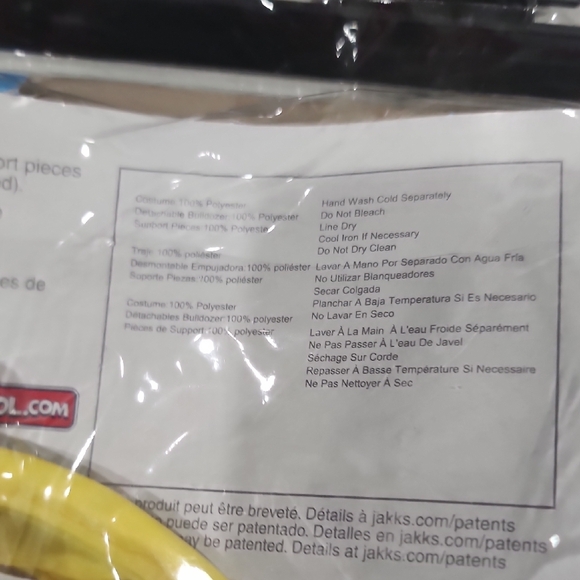 ort pieces
d).
es de
OL.COM
Costume 100% Polyester
Detachable Bulldozer 100% Polyester
Support Pieces 100% Polyester
Traje 100% poliéster
Desmontable Empujadora 100% poliéster
Soporte Piezas 100% poliéster
Costume 100% Polyester
Détachables Bulldozer 100% polyester
Pièces de Support 100% polyester
Hand Wash Cold Separately
Do Not Bleach
Line Dry
Cool Iron If Necessary
Do Not Dry Clean
Lavar A Mano Por Separado Con Agua Fría
No Utilizar Blanqueadores
Secar Colgada
Planchar A Baja Temperatura Si Es Necesario
No Lavar En Seco
Laver À La Main À L'eau Froide Séparément
Ne Pas Passer À L'eau De Javel
Séchage Sur Corde
Repasser À Basse Température Si Necessaire
Ne Pas Nettoyer À Sec
produit peut être breveté. Détails à jakks.com/patents
puede ser patentado. Detalles en jakks.com/patents
ay be patented. Details at jakks.com/patents